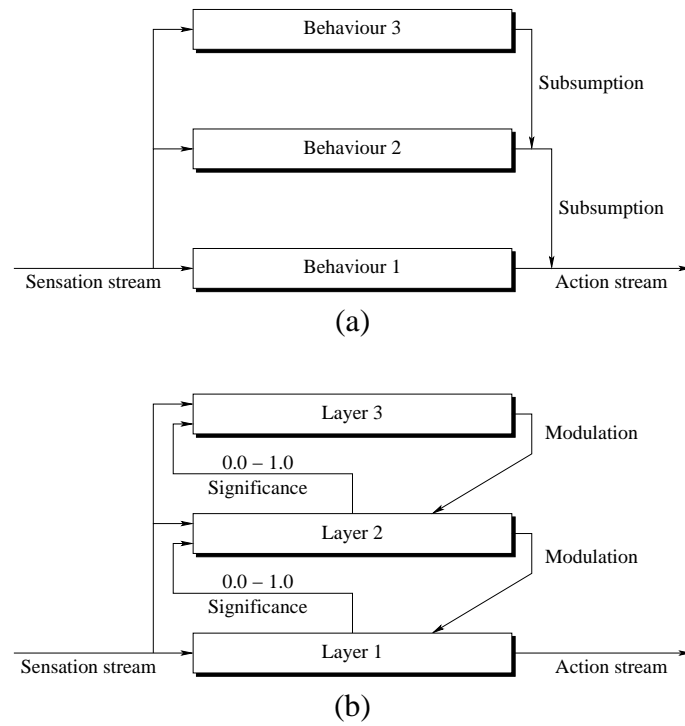 Behaviour 3
Subsumption
Behaviour 2
Subsumption
Behaviour 1
Sensation stream
Action stream
(a)
Layer 3
Modulation
0.0 – 1.0
Significance
Layer 2
Modulation
0.0 – 1.0
Significance
Layer 1
Sensation stream
Action stream
(b)